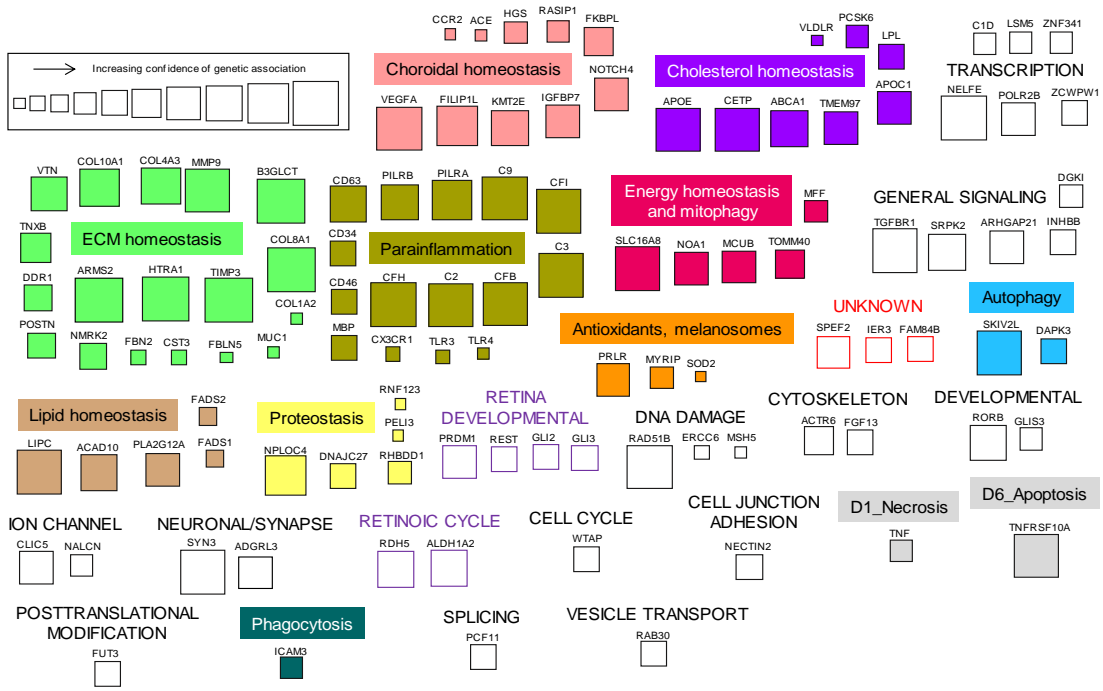 Increasing confidence of genetic association
CCR2
ACE
HGS
RASIP1
FKBPL
Choroidal homeostasis
NOTCH4
VEGFA
FILIP1L
KMT2E
IGFBP7
VLDLR
PCSK6
LPL
Cholesterol homeostasis
APOC1
APOE
CETP
ABCA1
TMEM97
C1D
LSM5
ZNF341
TRANSCRIPTION
NELFE
POLR2B
ZCWPW1
VTN
COL10A1
COL4A3
MMP9
B3GLCT
TNXB
ECM homeostasis
COL8A1
DDR1
ARMS2
HTRA1
TIMP3
COL1A2
POSTN
NMRK2
FBN2
CST3
FBLN5
MUC1
CD63
PILRB
PILRA
C9
CFI
CD34
Parainflammation
C3
CD46
CFH
C2
CFB
MBP
CX3CR1
TLR3
TLR4
Energy homeostasis
and mitophagy
MFF
SLC16A8
NOA1
MCUB
TOMM40
DGKI
GENERAL SIGNALING
TGFBR1
SRPK2
ARHGAP21
INHBB
Antioxidants, melanosomes
PRLR
MYRIP
SOD2
UNKNOWN
SPEF2
IER3
FAM84B
Autophagy
SKIV2L
DAPK3
Lipid homeostasis
FADS2
LIPC
ACAD10
PLA2G12A
FADS1
Proteostasis
RNF123
PELI3
NPLOC4
DNAJC27
RHBDD1
RETINA
DEVELOPMENTAL
PRDM1
REST
GLI2
GLI3
DNA DAMAGE
RAD51B
ERCC6
MSH5
CYTOSKELETON
ACTR6
FGF13
DEVELOPMENTAL
RORB
GLIS3
ION CHANNEL
CLIC5
NALCN
NEURONAL/SYNAPSE
SYN3
ADGRL3
RETINOIC CYCLE
RDH5
ALDH1A2
CELL CYCLE
WTAP
CELL JUNCTION
ADHESION
NECTIN2
D1_Necrosis
TNF
D6_Apoptosis
TNFRSF10A
POSTTRANSLATIONAL
MODIFICATION
FUT3
Phagocytosis
ICAM3
SPLICING
PCF11
VESICLE TRANSPORT
RAB30